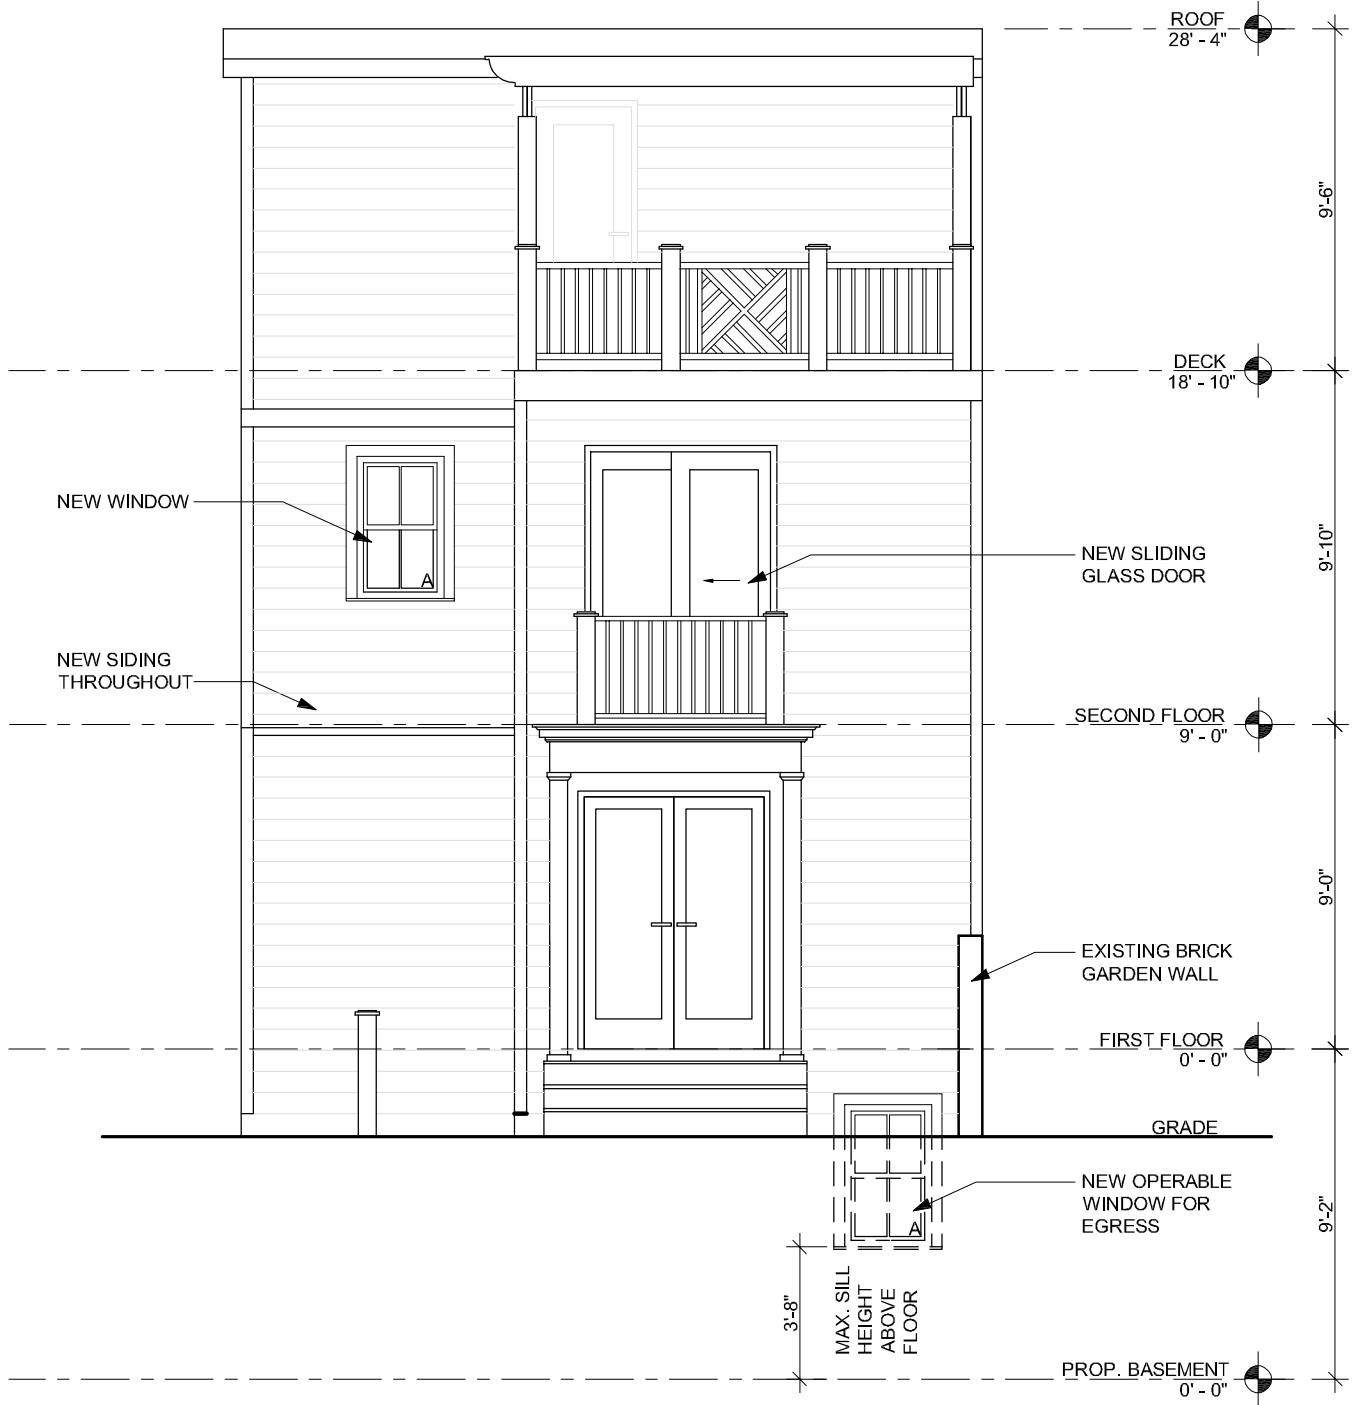 ROOF
28' - 4"
9'-6"
DECK
18' - 10"
NEW WINDOW
A
9'-10"
NEW SLIDING
GLASS DOOR
NEW SIDING
THROUGHOUT
SECOND FLOOR
9' - 0"
9'-0"
EXISTING BRICK
GARDEN WALL
FIRST FLOOR
0' - 0"
GRADE
NEW OPERABLE
WINDOW FOR
EGRESS
A
9'-2"
3'-8"
MAX. SILL
HEIGHT
ABOVE
FLOOR
PROP. BASEMENT
0' - 0"